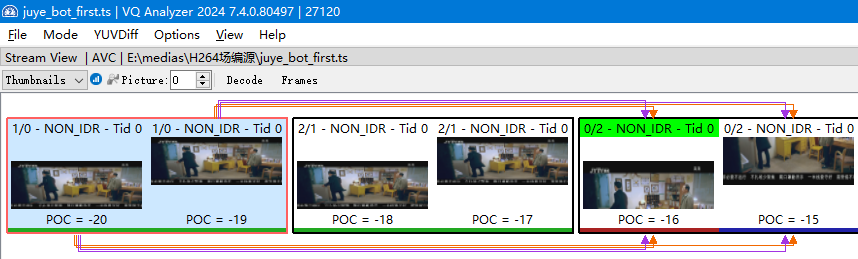 juye_bot_first.ts | VQ Analyzer 2024 7.4.0.80497 | 27120
File Mode YUVDiff Options View Help
Stream View | AVC | E:\medias\H264场编源\juye_bot_first.ts
Thumbnails Picture: 0 Decode Frames
1/0 - NON_IDR - Tid 0 1/0 - NON_IDR - Tid 0 2/1 - NON_IDR - Tid 0 2/1 - NON_IDR - Tid 0 0/2 - NON_IDR - Tid 0 0/2 - NON_IDR - Tid 0
POC = -20 POC = -19 POC = -18 POC = -17 POC = -16 POC = -15